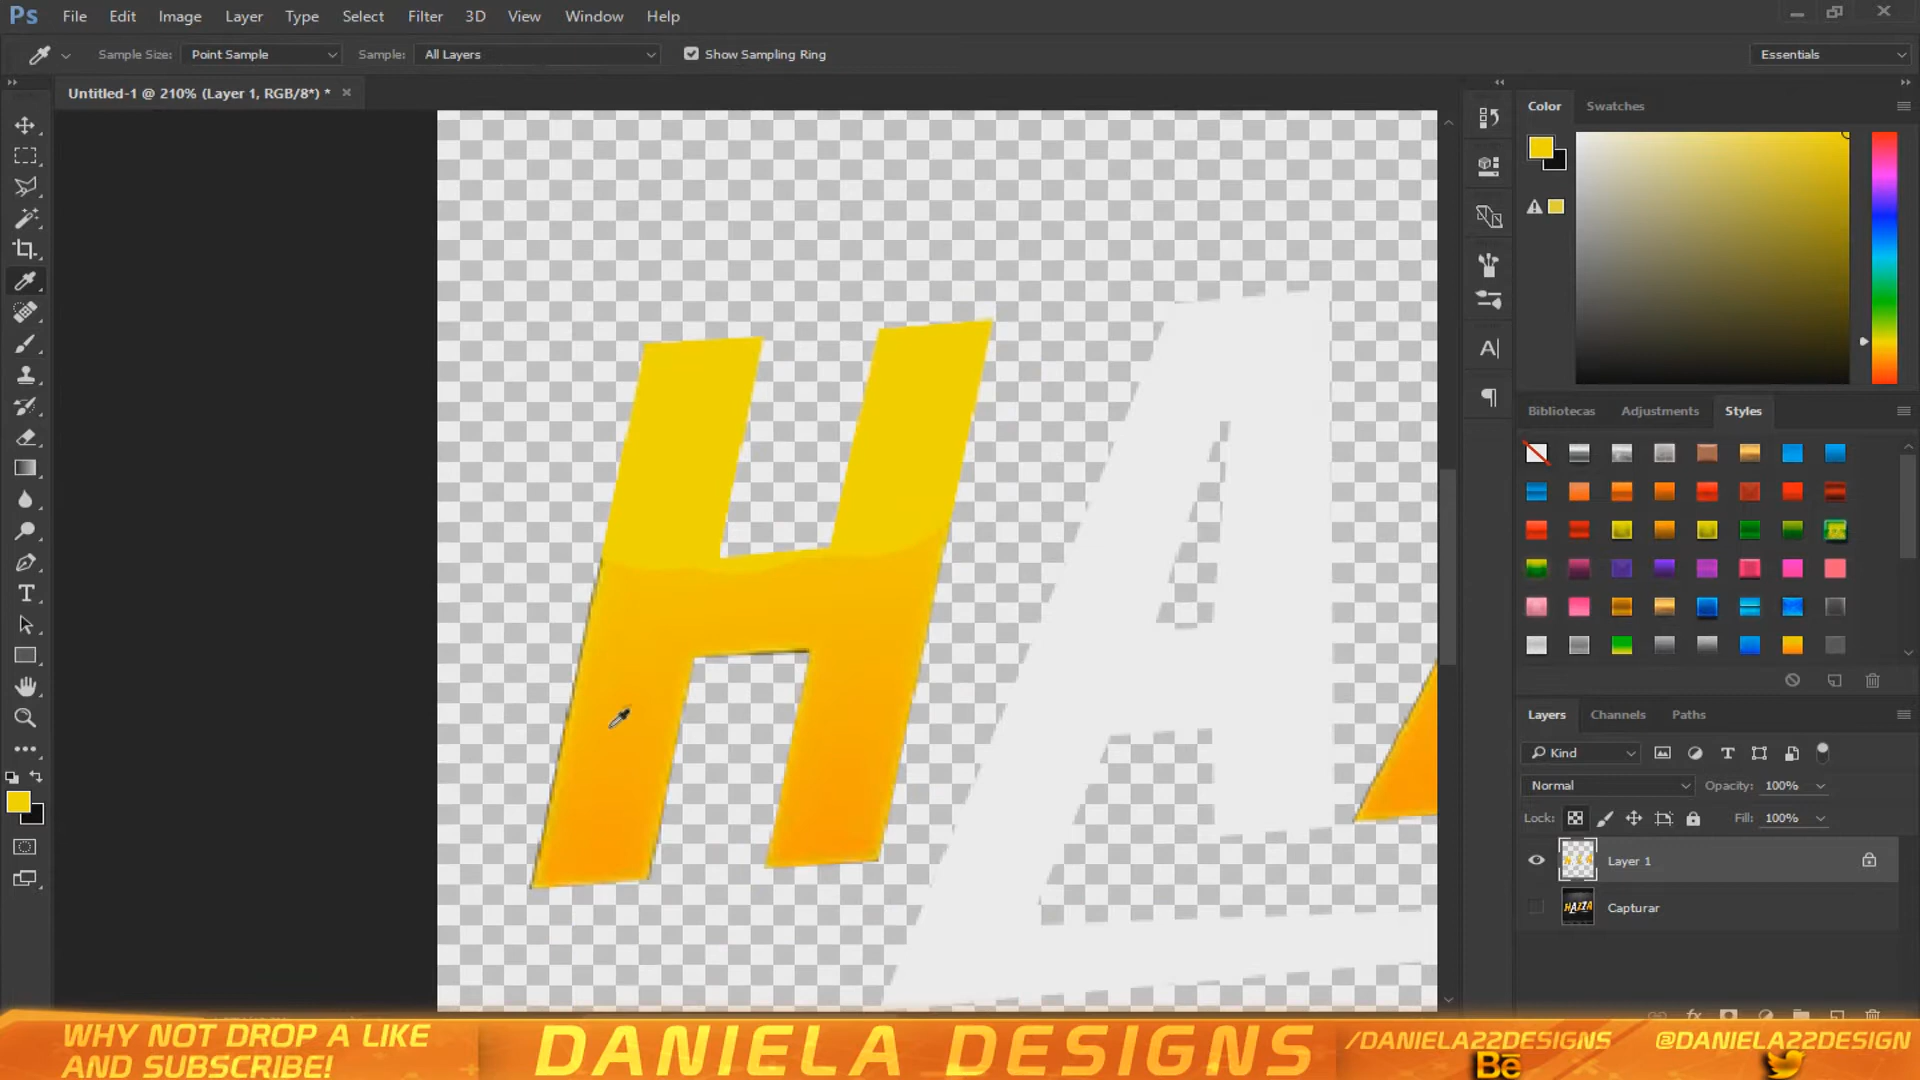 Ps File Edit Image Layer Type Select Filter 3D View Window Help
Sample Size: Point Sample Sample: All Layers Show Sampling Ring Essentials
Untitled-1 @ 210% (Layer 1, RGB/8*) *
Color Swatches
HA
A|
Bibliotecas Adjustments Styles
Layers Channels Paths
Kind
Normal Opacity: 100%
Lock: Fill: 100%
Layer 1
HAZZA Capturar
WHY NOT DROP A LIKE
AND SUBSCRIBE!
DANIELA DESIGNS
/DANIELA22DESIGNS
Bē
@DANIELA22DESIGN